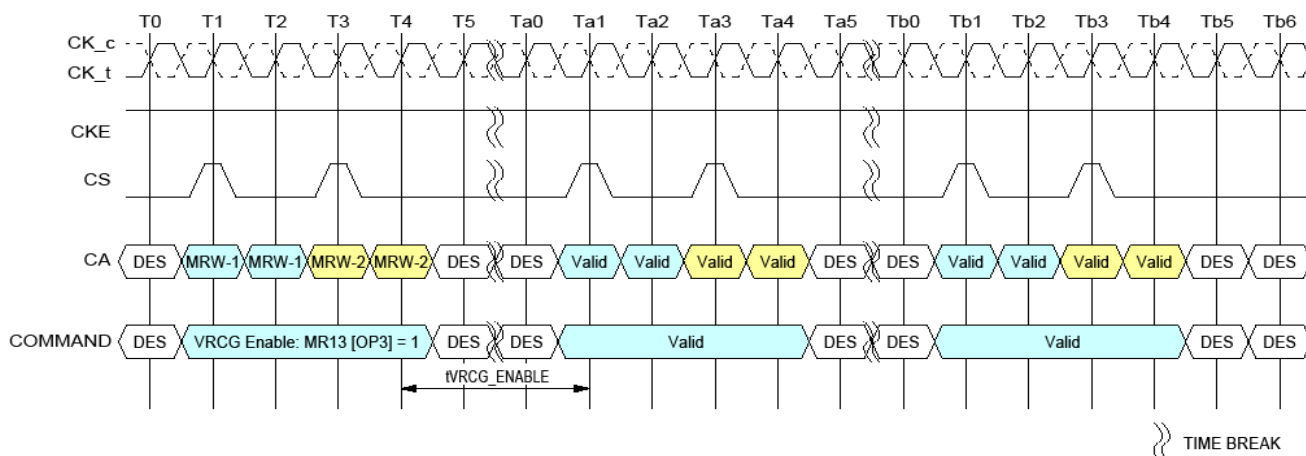 T0 T1 T2 T3 T4 T5 Ta0 Ta1 Ta2 Ta3 Ta4 Ta5 Tb0 Tb1 Tb2 Tb3 Tb4 Tb5 Tb6
CK_c
CK_t
CKE
CS
CA DES MRW-1 MRW-1 MRW-2 MRW-2 DES DES Valid Valid Valid Valid DES DES Valid Valid Valid Valid DES DES
COMMAND DES VRCG Enable: MR13 [OP3] = 1 DES DES Valid DES DES Valid DES DES
tVRCG_ENABLE
TIME BREAK